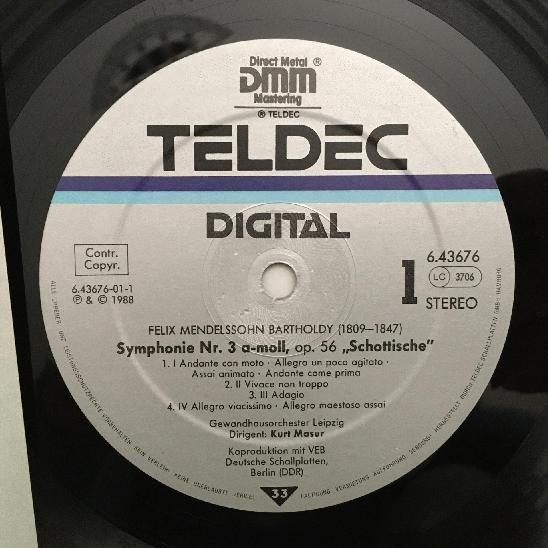 Direct Metal ®
DMM
Mastering
® TELDEC
TELDEC
DIGITAL
Contr.
Copyr.
6.43676-01-1
℗ & © 1988
1
6.43676
LC 3706
STEREO
FELIX MENDELSSOHN BARTHOLDY (1809–1847)
Symphonie Nr. 3 a-moll, op. 56 „Schottische"
1. I Andante con moto · Allegro un poco agitato ·
Assai animato · Andante come prima
2. II Vivace non troppo
3. III Adagio
4. IV Allegro vivacissimo · Allegro maestoso assai
Gewandhausorchester Leipzig
Dirigent: Kurt Masur
Koproduktion mit VEB
Deutsche Schallplatten,
Berlin (DDR)
33